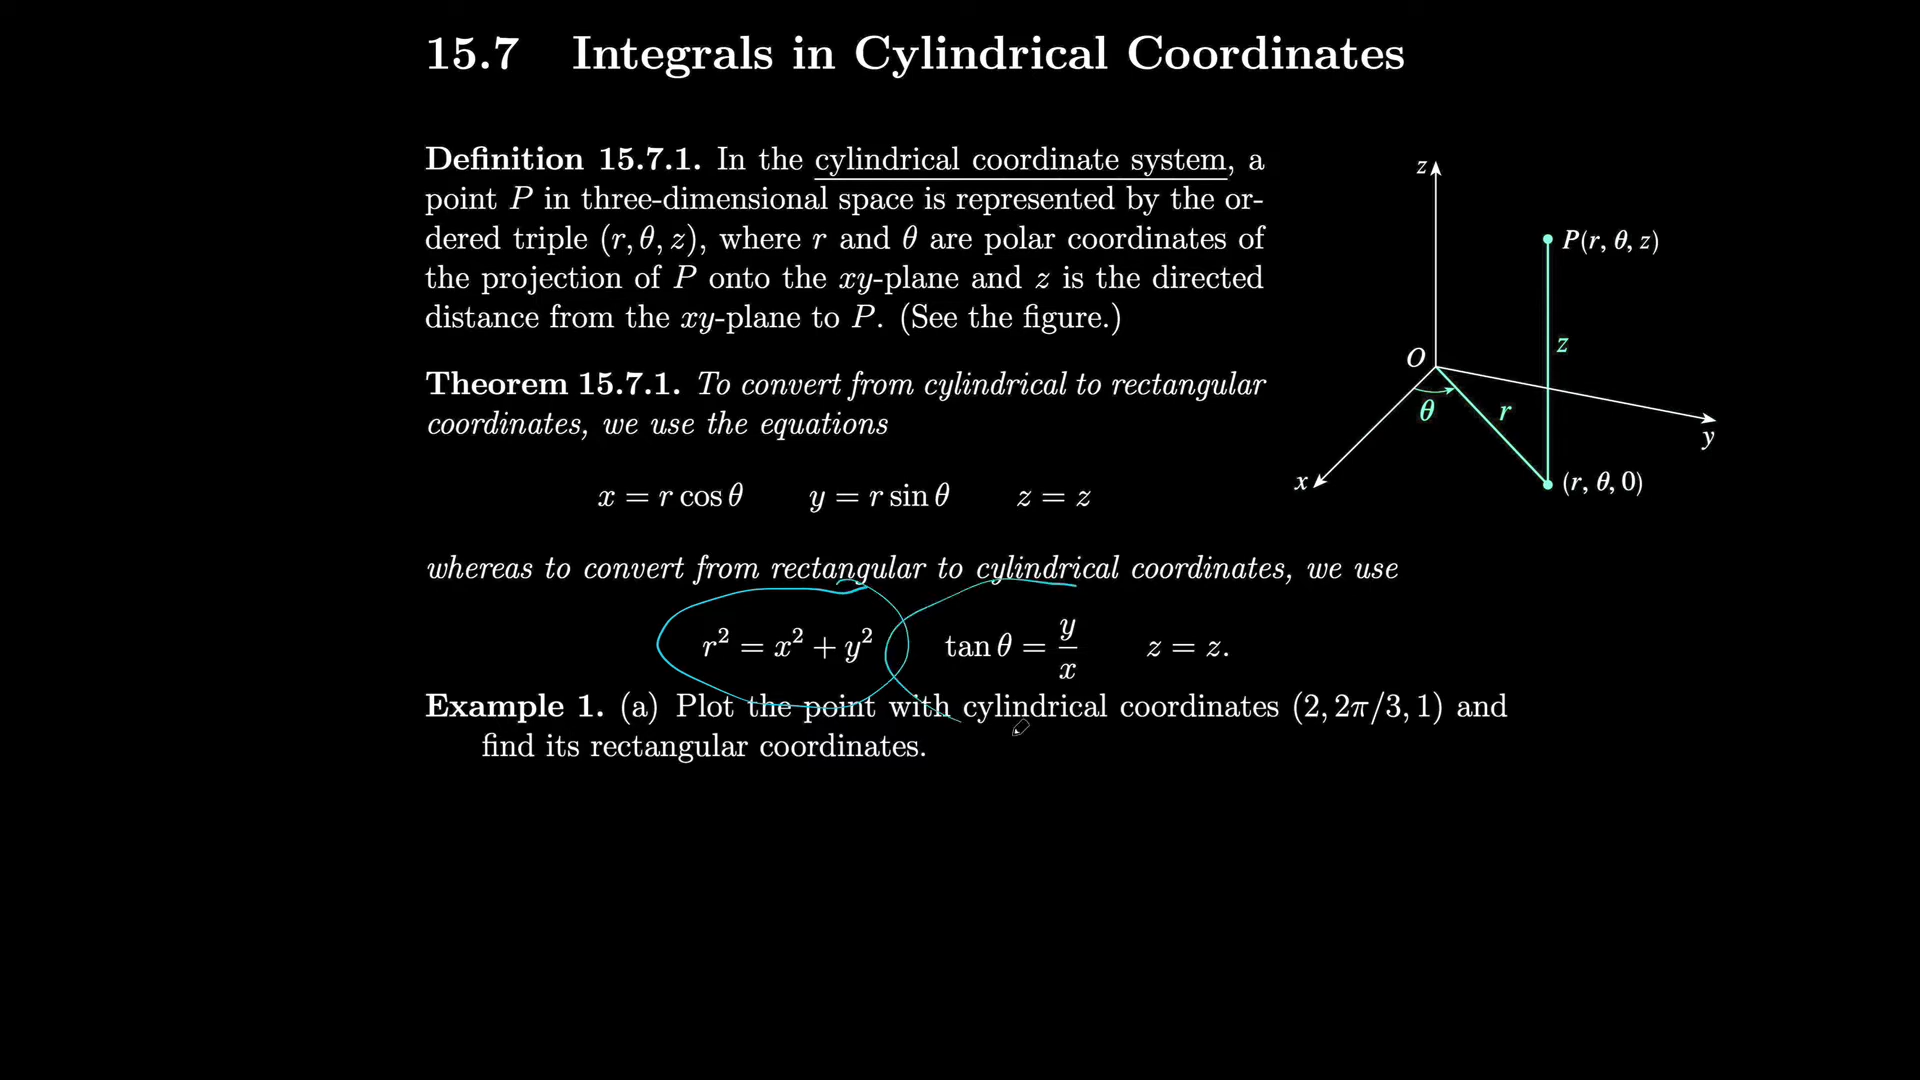 15.7 Integrals in Cylindrical Coordinates
Definition 15.7.1. In the cylindrical coordinate system, a
point P in three-dimensional space is represented by the or-
dered triple (r, θ, z), where r and θ are polar coordinates of
the projection of P onto the xy-plane and z is the directed
distance from the xy-plane to P. (See the figure.)
z
P(r, θ, z)
z
O
θ
r
y
x
(r, θ, 0)
Theorem 15.7.1. To convert from cylindrical to rectangular
coordinates, we use the equations
x = r cos θ y = r sin θ z = z
whereas to convert from rectangular to cylindrical coordinates, we use
r² = x² + y² tan θ = y/x z = z.
Example 1. (a) Plot the point with cylindrical coordinates (2, 2π/3, 1) and
find its rectangular coordinates.